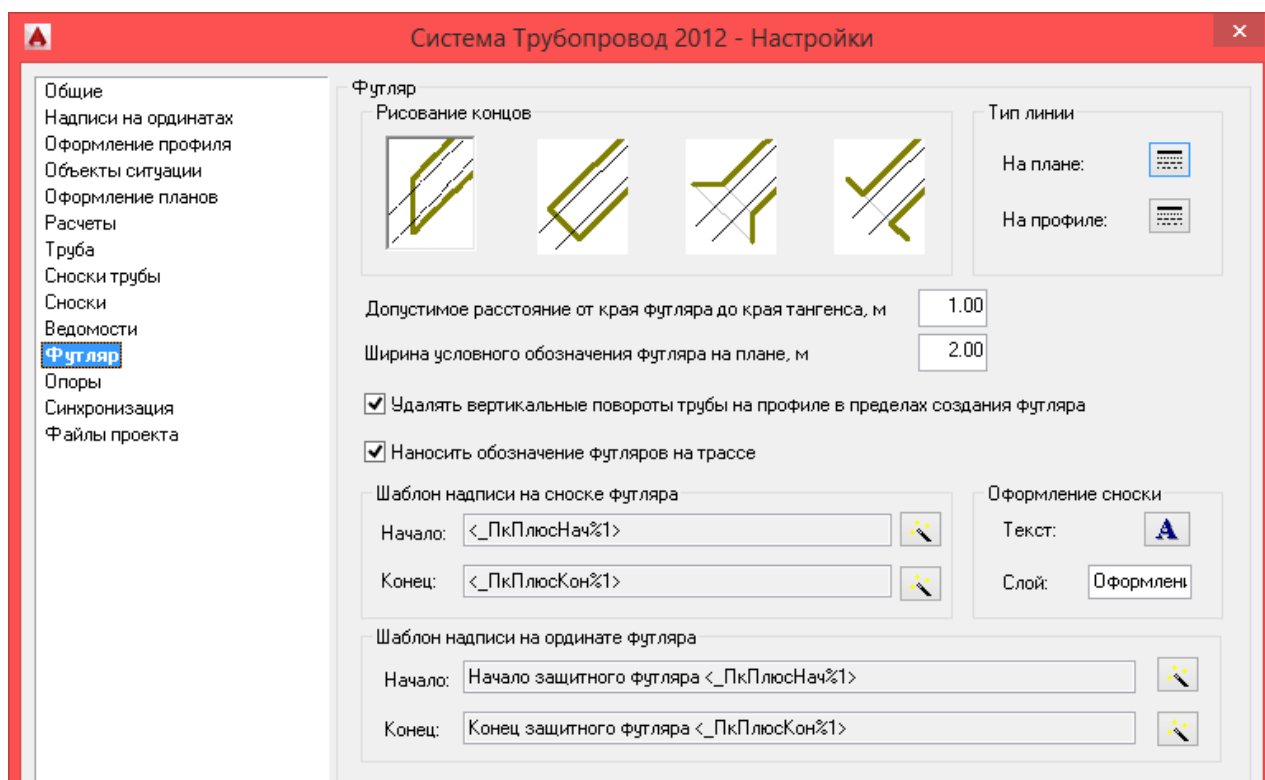 Система Трубопровод 2012 - Настройки
Общие
Надписи на ординатах
Оформление профиля
Объекты ситуации
Оформление планов
Расчеты
Труба
Сноски трубы
Сноски
Ведомости
Футляр
Опоры
Синхронизация
Файлы проекта
Футляр
Рисование концов
Тип линии
На плане:
На профиле:
Допустимое расстояние от края футляра до края тангенса, м 1.00
Ширина условного обозначения футляра на плане, м 2.00
Удалять вертикальные повороты трубы на профиле в пределах создания футляра
Наносить обозначение футляров на трассе
Шаблон надписи на сноске футляра
Начало: <_ПкПлюсНач%1>
Конец: <_ПкПлюсКон%1>
Оформление сноски
Текст: A
Слой: Оформлень
Шаблон надписи на ординате футляра
Начало: Начало защитного футляра <_ПкПлюсНач%1>
Конец: Конец защитного футляра <_ПкПлюсКон%1>